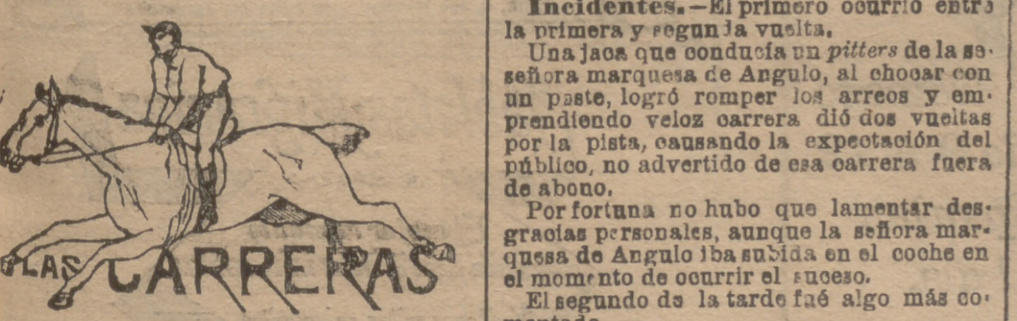 LAS CARRERAS
Incidentes.—El primero ocurrió entre
la primera y segunda vuelta.
Una jaca que conducía un pitters de la se-
señora marquesa de Angulo, al chocar con
un poste, logró romper los arreos y em-
prendiendo veloz carrera dió dos vueltas
por la pista, causando la expectación del
público, no advertido de esa carrera fuera
de abono.
Por fortuna no hubo que lamentar des-
gracias personales, aunque la señora mar-
quesa de Angulo iba subida en el coche en
el momento de ocurrir el suceso.
El segundo de la tarde fué algo más co-
mentado.